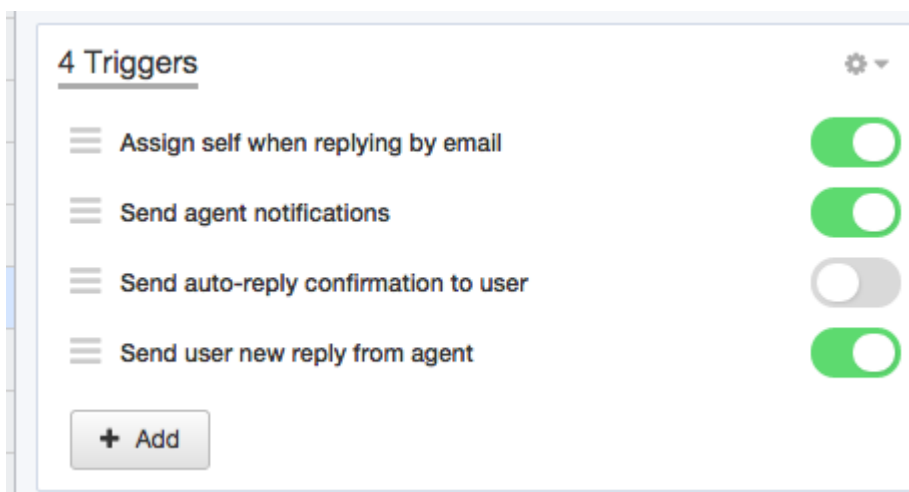 4 Triggers
Assign self when replying by email
Send agent notifications
Send auto-reply confirmation to user
Send user new reply from agent
+ Add